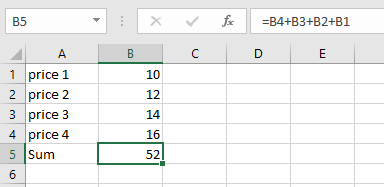 B5 fx =B4+B3+B2+B1
A B C D E F
1 price 1 10
2 price 2 12
3 price 3 14
4 price 4 16
5 Sum 52
6